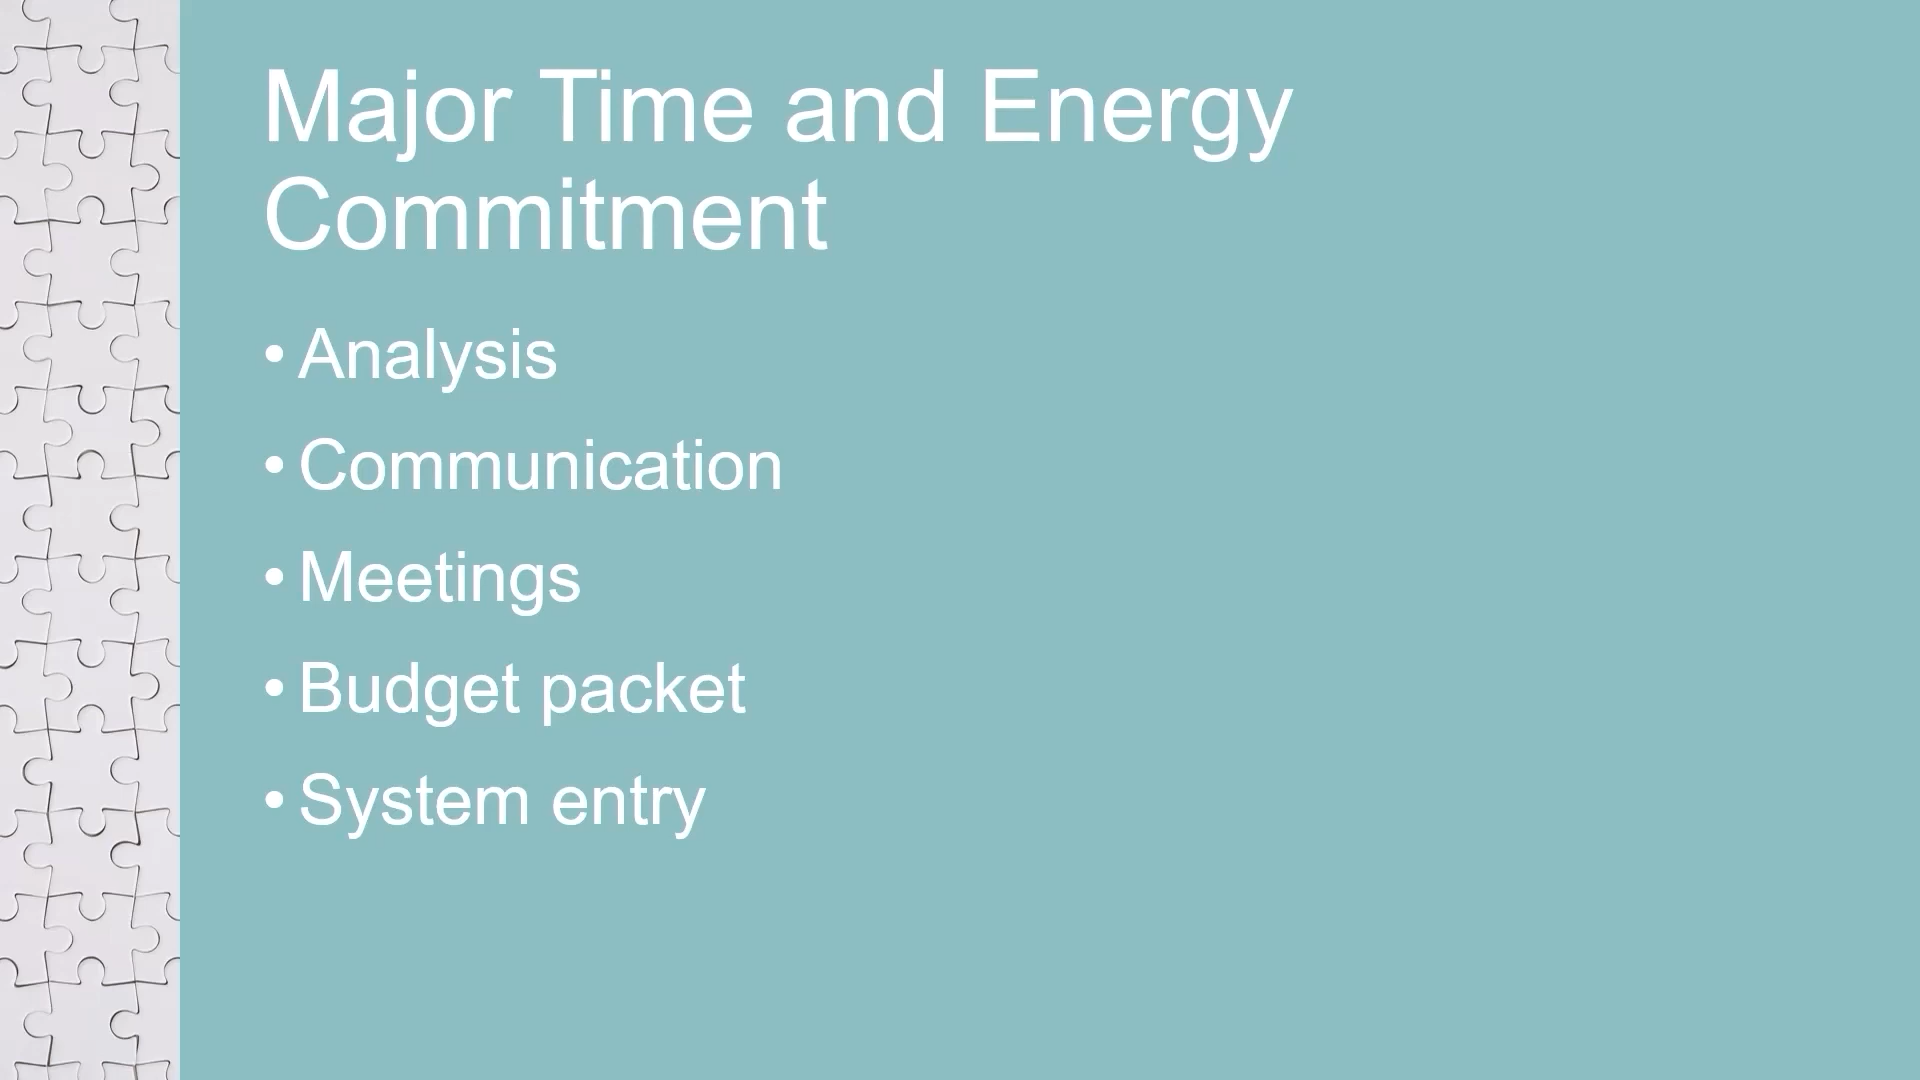 Major Time and Energy
Commitment
• Analysis
• Communication
• Meetings
• Budget packet
• System entry